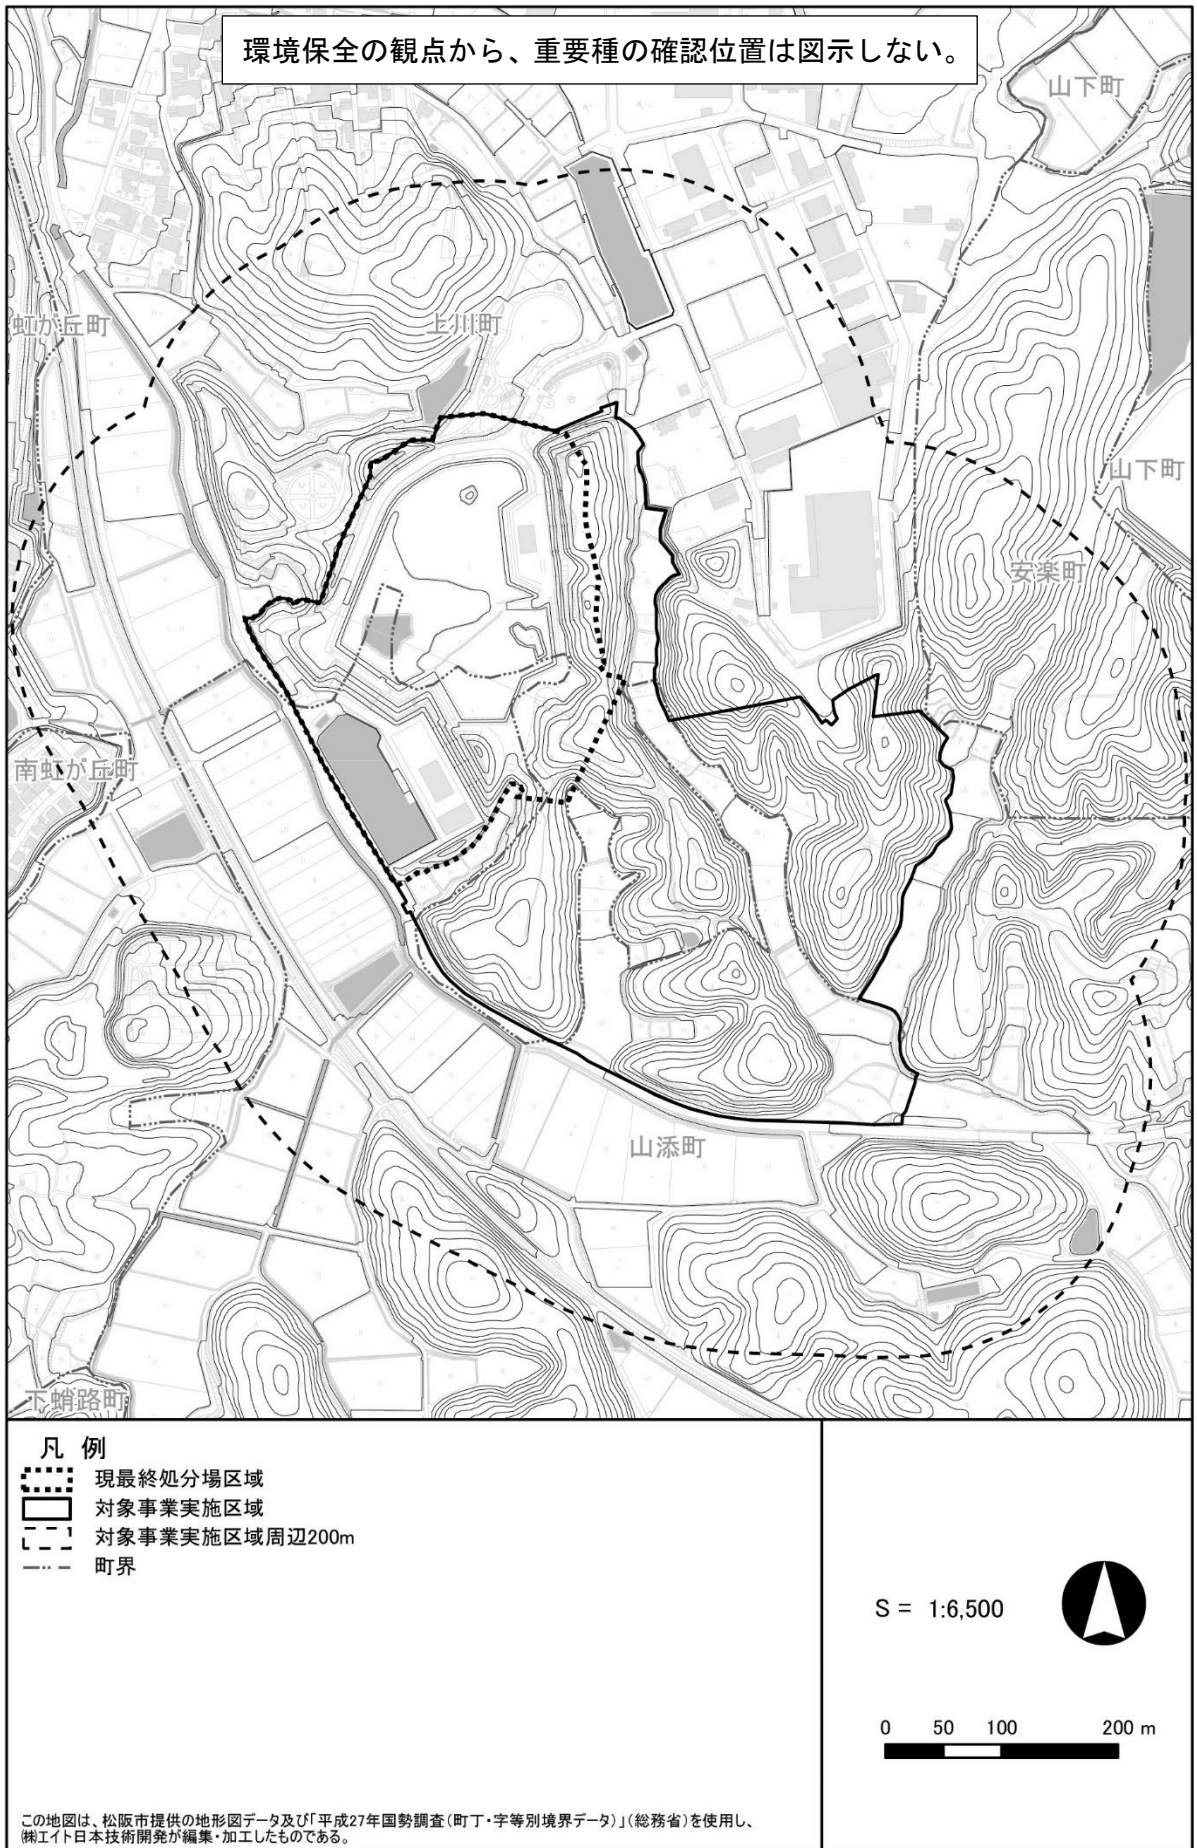 環境保全の観点から、重要種の確認位置は図示しない。
山下町
虹が丘町
上川町
山下町
安楽町
南虹が丘町
山添町
下蛸路町
凡 例
現最終処分場区域
対象事業実施区域
対象事業実施区域周辺200m
町界
S = 1:6,500
0 50 100 200 m
この地図は、松阪市提供の地形図データ及び「平成27年国勢調査(町丁・字等別境界データ)」(総務省)を使用し、
㈱エイト日本技術開発が編集・加工したものである。